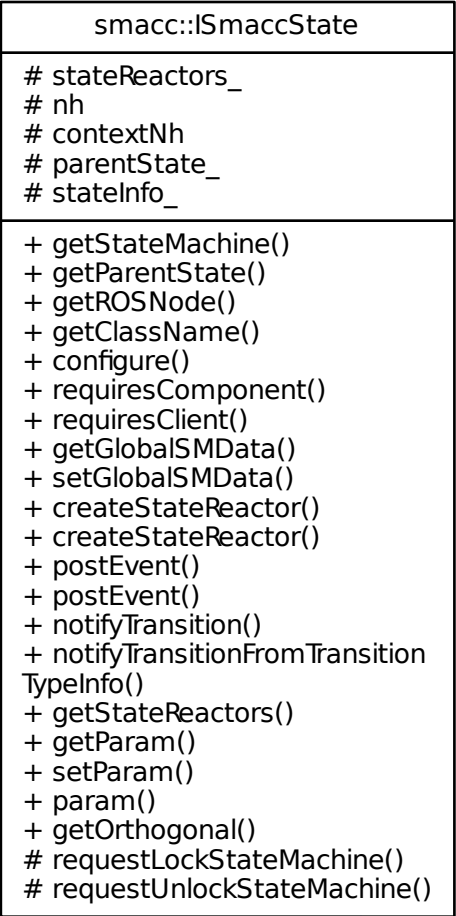 smacc::ISmaccState
# stateReactors_
# nh
# contextNh
# parentState_
# stateInfo_
+ getStateMachine()
+ getParentState()
+ getROSNode()
+ getClassName()
+ configure()
+ requiresComponent()
+ requiresClient()
+ getGlobalSMData()
+ setGlobalSMData()
+ createStateReactor()
+ createStateReactor()
+ postEvent()
+ postEvent()
+ notifyTransition()
+ notifyTransitionFromTransition
TypeInfo()
+ getStateReactors()
+ getParam()
+ setParam()
+ param()
+ getOrthogonal()
# requestLockStateMachine()
# requestUnlockStateMachine()